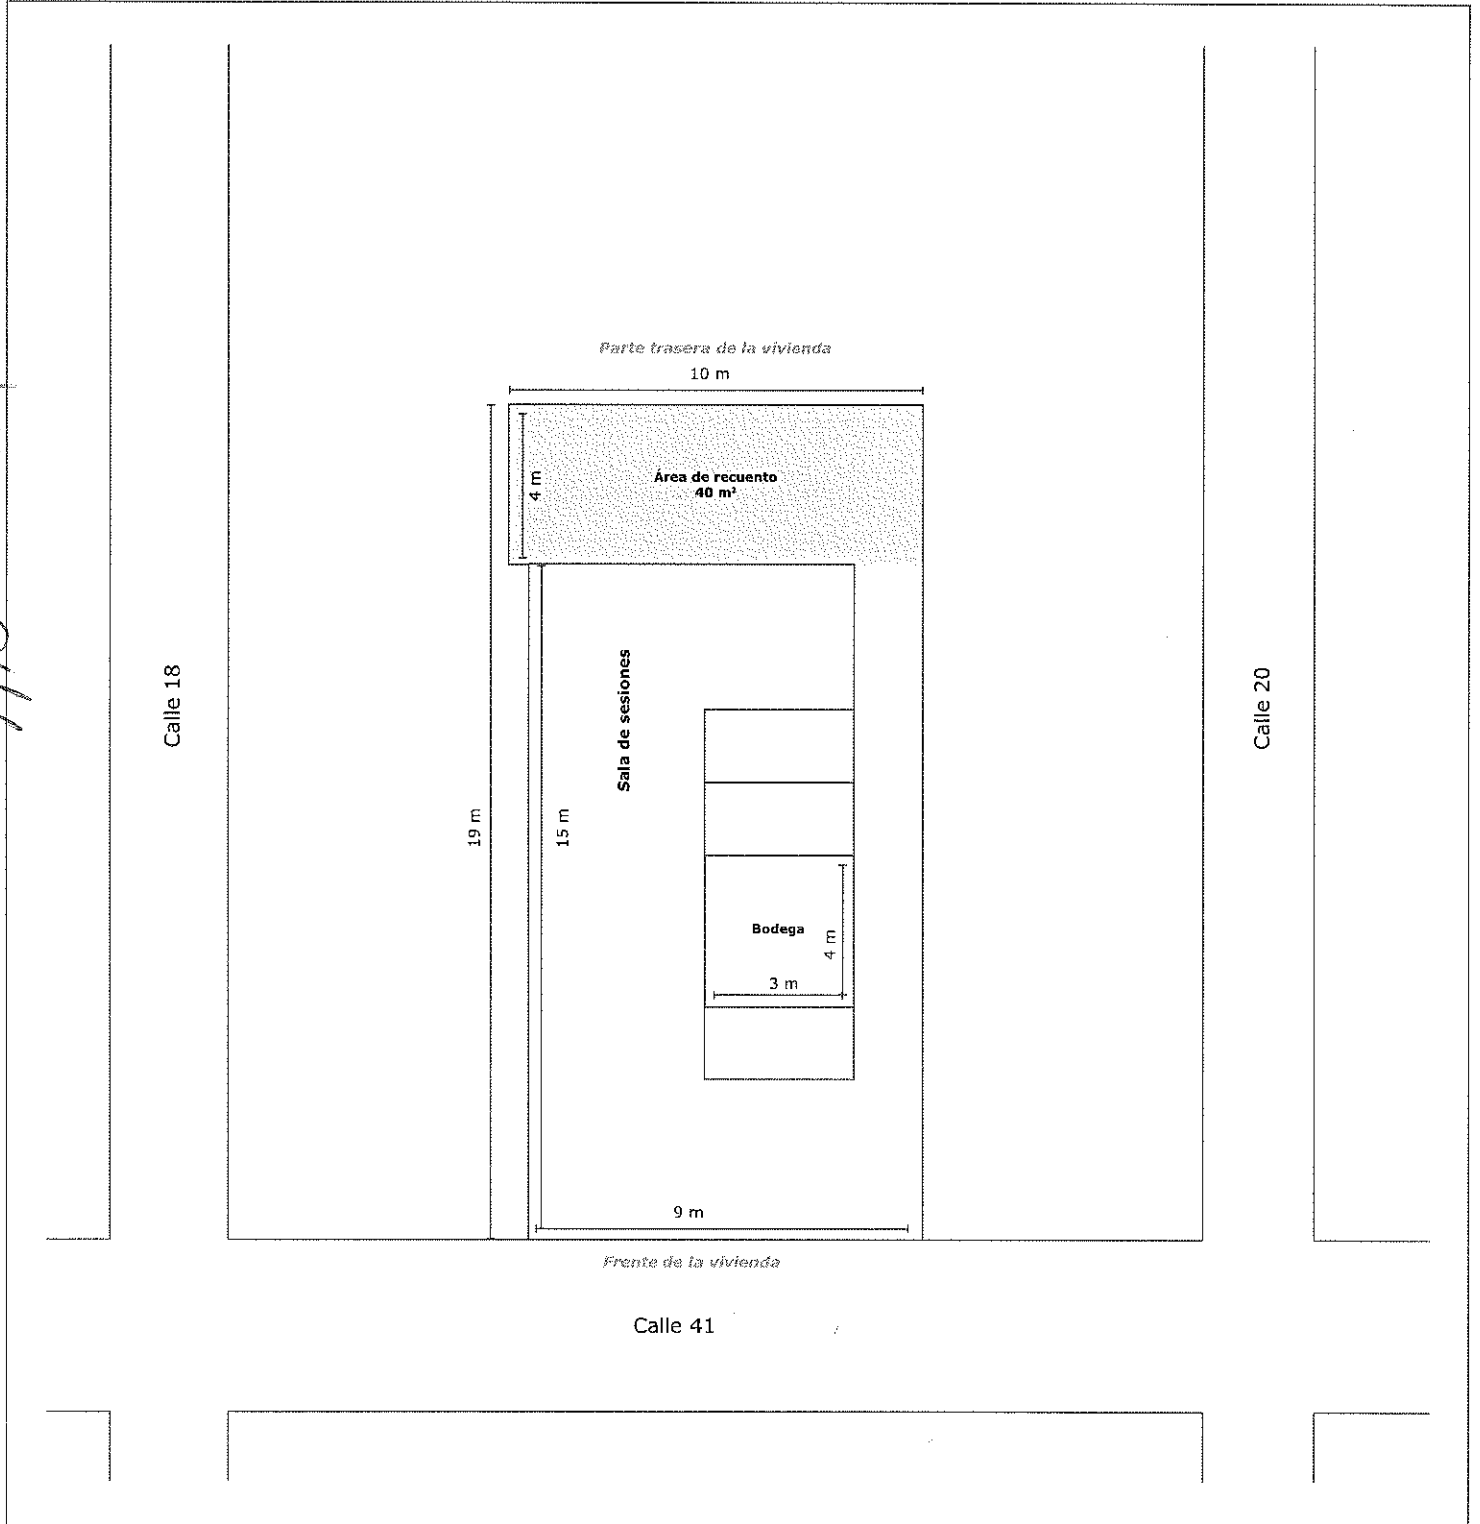 Parte trasera de la vivienda
10 m
4 m
Área de recuento
40 m²
Calle 18
Sala de sesiones
Calle 20
19 m
15 m
Bodega
4 m
3 m
9 m
Frente de la vivienda
Calle 41